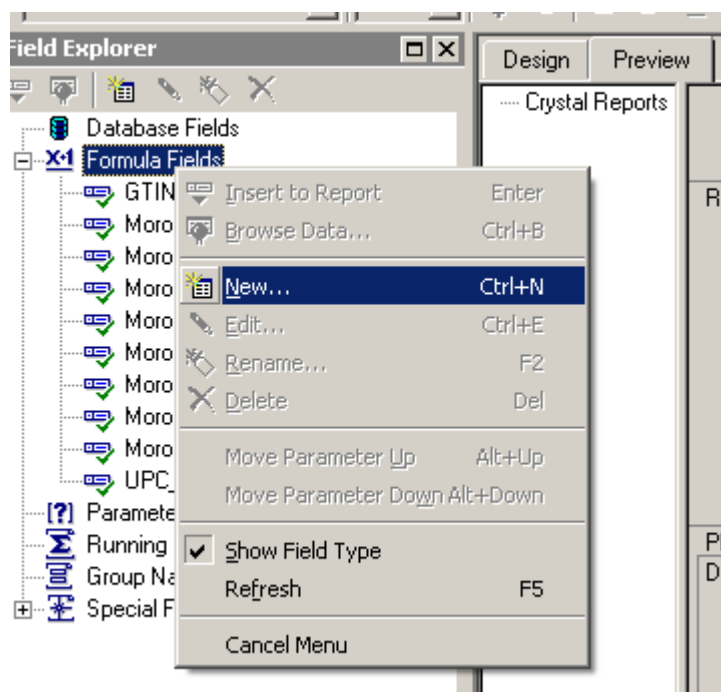 Field Explorer
Design Preview
Crystal Reports
Database Fields
X+1 Formula Fields
GTIN
Moro
Moro
Moro
Moro
Moro
Moro
Moro
Moro
UPC_
[?] Paramete
Running
Group Na
Special F
Insert to Report Enter
Browse Data... Ctrl+B
New... Ctrl+N
Edit... Ctrl+E
Rename... F2
Delete Del
Move Parameter Up Alt+Up
Move Parameter Down Alt+Down
Show Field Type
Refresh F5
Cancel Menu
R
P
D